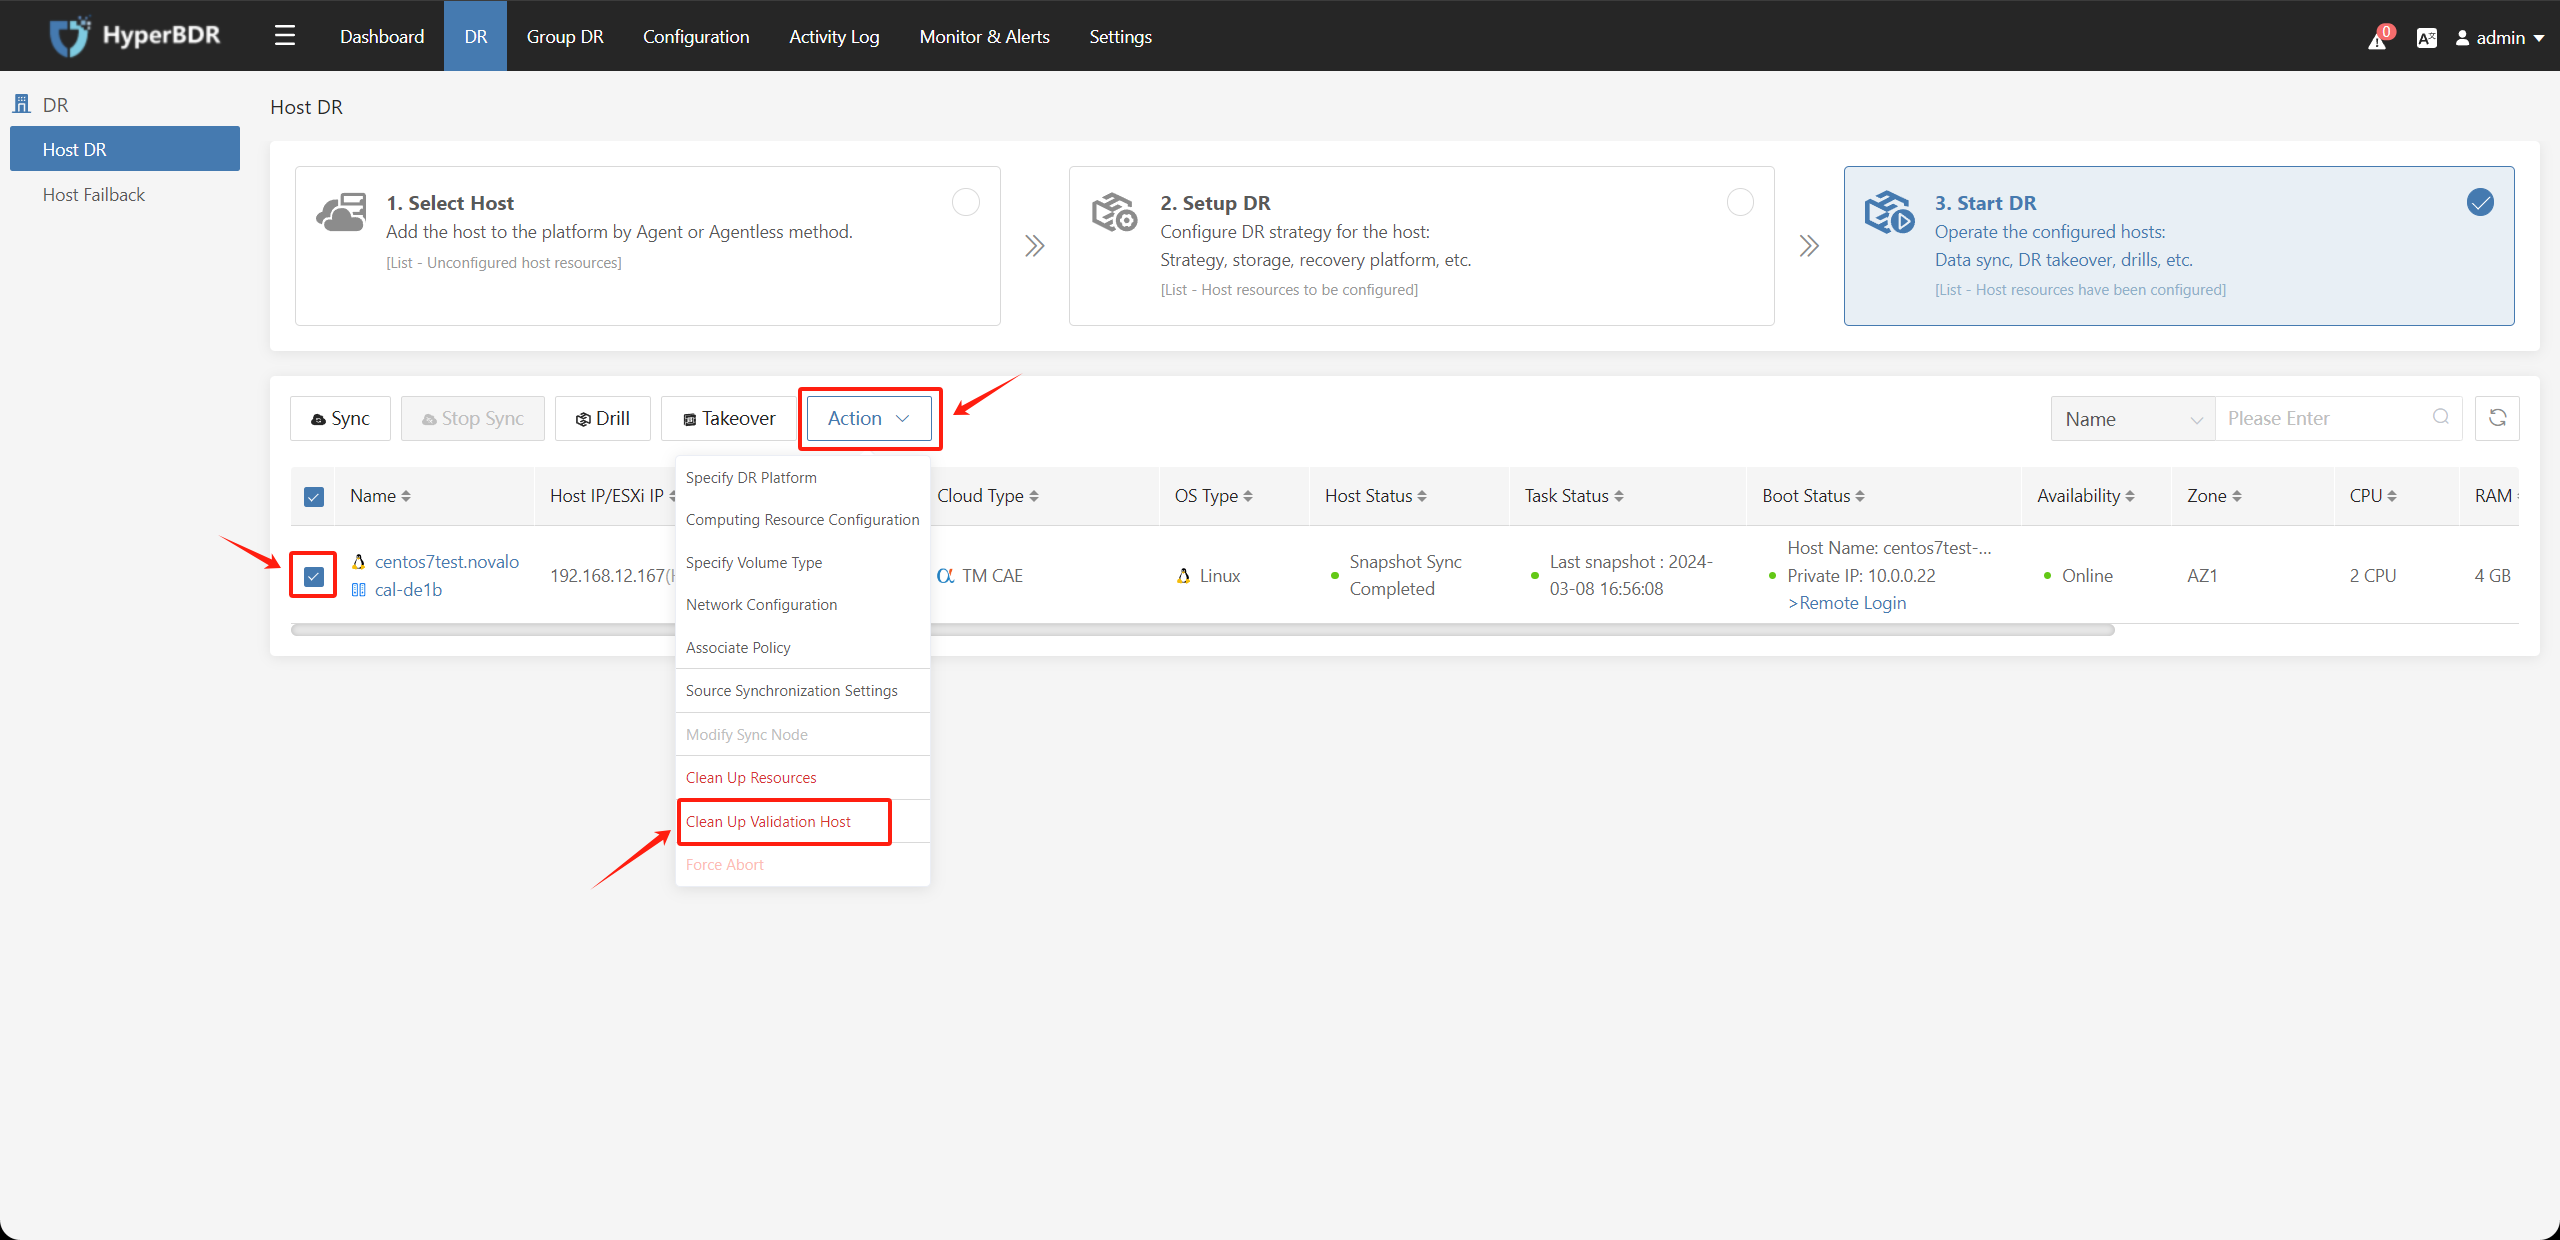 HyperBDR
Dashboard
DR
Group DR
Configuration
Activity Log
Monitor & Alerts
Settings
0
admin
DR
Host DR
Host Failback
Host DR
1. Select Host
Add the host to the platform by Agent or Agentless method.
[List - Unconfigured host resources]
2. Setup DR
Configure DR strategy for the host:
Strategy, storage, recovery platform, etc.
[List - Host resources to be configured]
3. Start DR
Operate the configured hosts:
Data sync, DR takeover, drills, etc.
[List - Host resources have been configured]
Sync
Stop Sync
Drill
Takeover
Action
Name
Please Enter
Name
Host IP/ESXi IP
Cloud Type
OS Type
Host Status
Task Status
Boot Status
Availability
Zone
CPU
RAM
centos7test.novalo
cal-de1b
192.168.12.167(
TM CAE
Linux
Snapshot Sync
Completed
Last snapshot : 2024-
03-08 16:56:08
Host Name: centos7test-...
Private IP: 10.0.0.22
>Remote Login
Online
AZ1
2 CPU
4 GB
Specify DR Platform
Computing Resource Configuration
Specify Volume Type
Network Configuration
Associate Policy
Source Synchronization Settings
Modify Sync Node
Clean Up Resources
Clean Up Validation Host
Force Abort